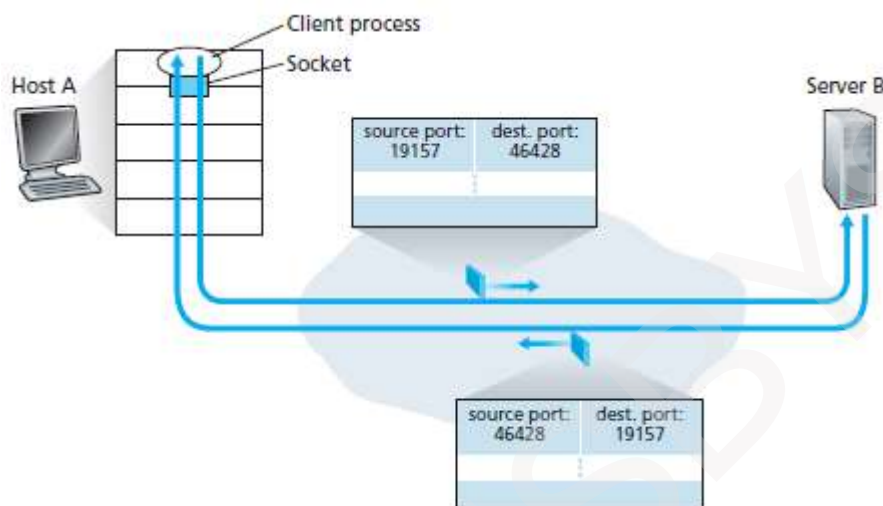 Client process
Socket
Host A
Server B
source port:
19157
dest. port:
46428
source port:
46428
dest. port:
19157